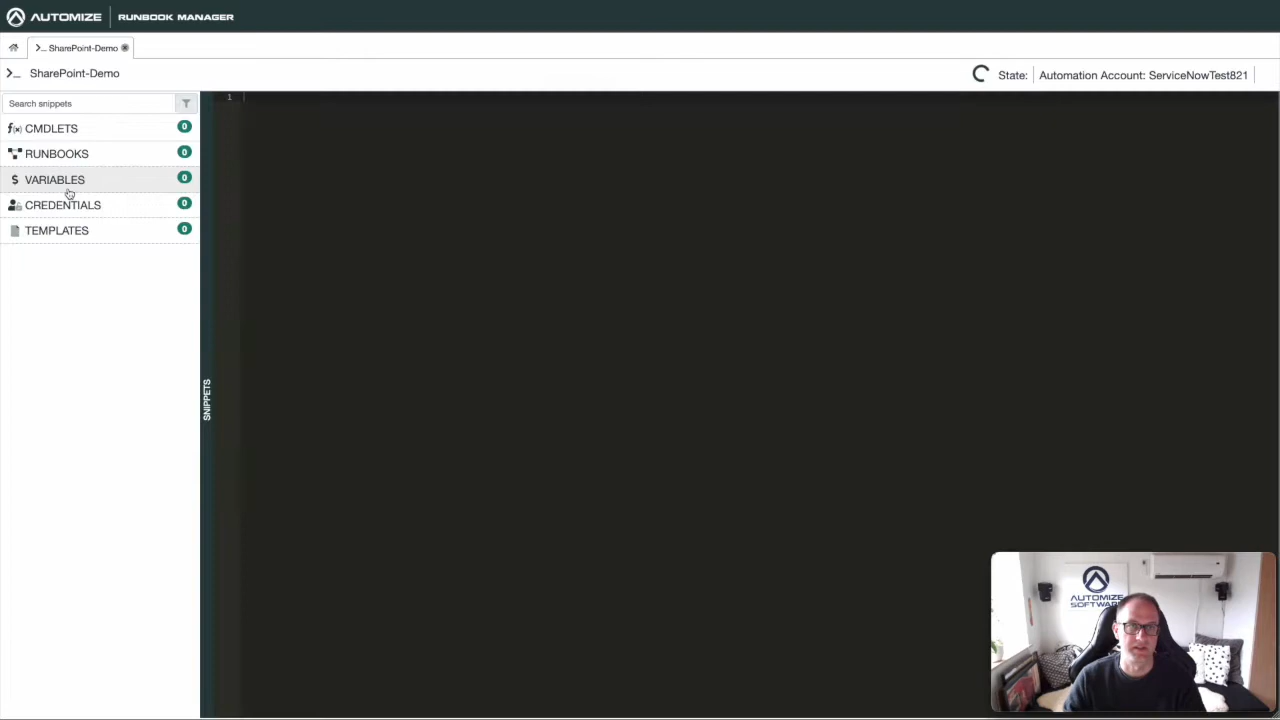 AUTOMIZE RUNBOOK MANAGER
SharePoint-Demo
SharePoint-Demo
State:
Automation Account: ServiceNowTest821
Search snippets
1
f(x) CMDLETS 0
RUNBOOKS 0
$ VARIABLES 0
CREDENTIALS 0
TEMPLATES 0
SNIPPETS
AUTOMIZE
SOFTWARE